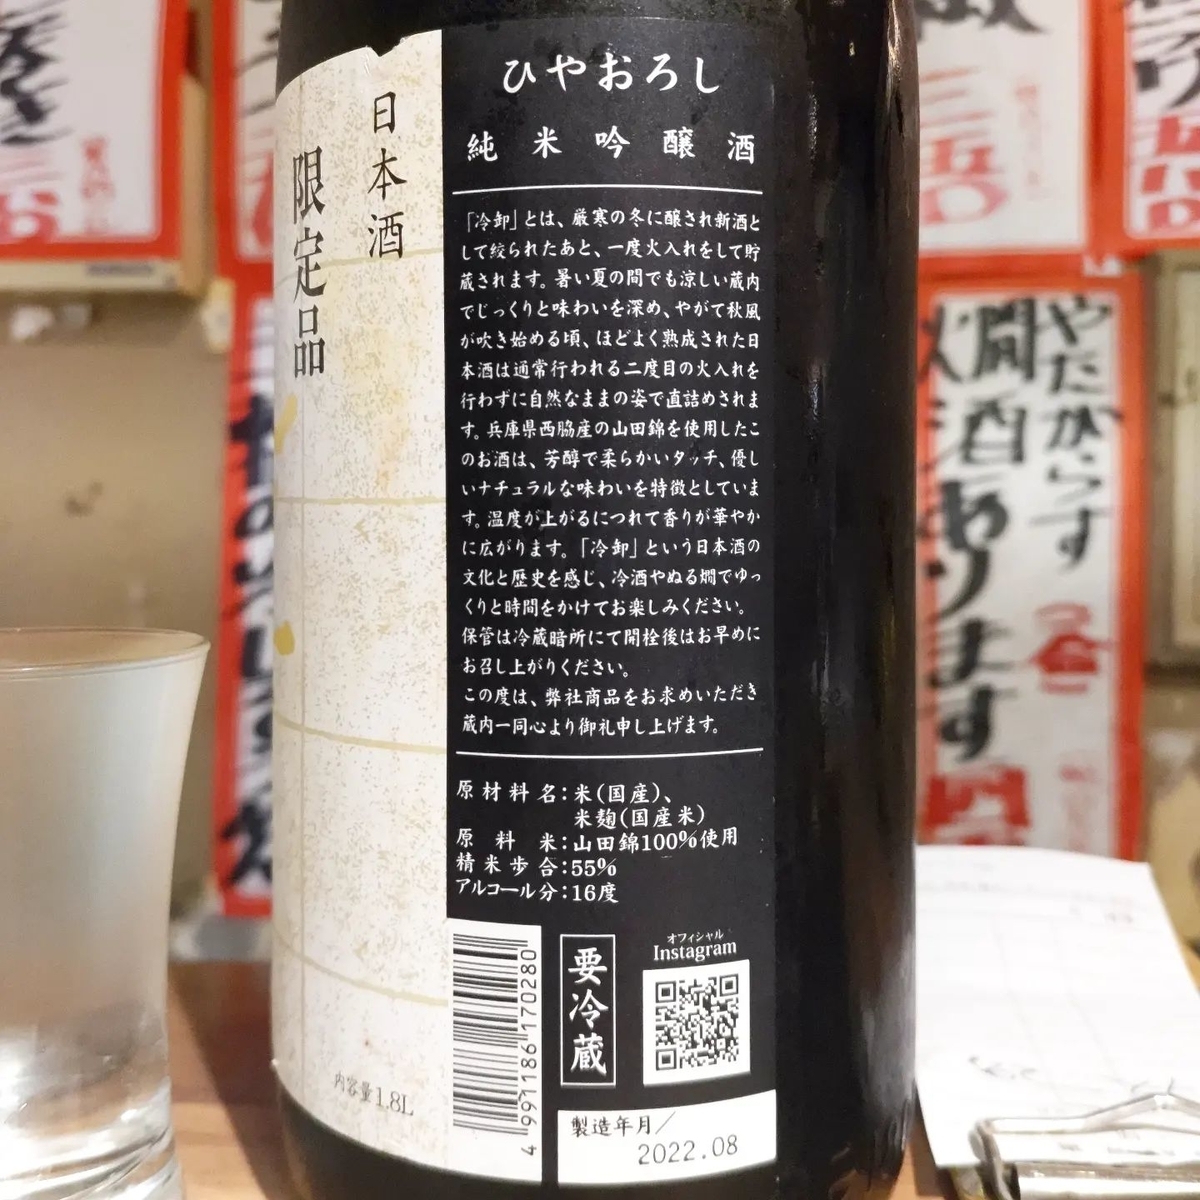 ひやおろし
純米吟醸酒
「冷卸」とは、厳寒の冬に醸され新酒と
して絞られたあと、一度火入れをして貯
蔵されます。暑い夏の間でも涼しい蔵内
でじっくりと味わいを深め、やがて秋風
が吹き始める頃、ほどよく熟成された日
本酒は通常行われる二度目の火入れを
行わずに自然なままの姿で直詰めされま
す。兵庫県西脇産の山田錦を使用したこ
のお酒は、芳醇で柔らかいタッチ、優し
いナチュラルな味わいを特徴としていま
す。温度が上がるにつれて香りが華やか
に広がります。「冷卸」という日本酒の
文化と歴史を感じ、冷酒やぬる燗でゆっ
くりと時間をかけてお楽しみください。
保管は冷蔵暗所にて開栓後はお早めに
お召し上がりください。
この度は、弊社商品をお求めいただき
蔵内一同心より御礼申し上げます。
原材料名:米(国産)、
米麹(国産米)
原料米:山田錦100%使用
精米歩合:55%
アルコール分:16度
4 991186 170280
要冷蔵
オフィシャル
Instagram
製造年月/
2022.08
日本酒
限定品
内容量1.8L
やたがらす
燗酒あります